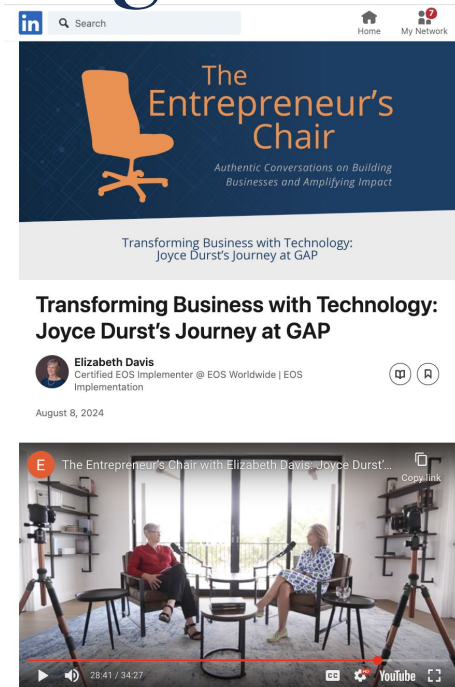 in
Search
Home
7
My Network
The
Entrepreneur's
Chair
Authentic Conversations on Building
Businesses and Amplifying Impact
Transforming Business with Technology:
Joyce Durst's Journey at GAP
Transforming Business with Technology:
Joyce Durst's Journey at GAP
Elizabeth Davis
Certified EOS Implementer @ EOS Worldwide | EOS
Implementation
August 8, 2024
E
The Entrepreneur's Chair with Elizabeth Davis: Joyce Durst'...
Copy link
28:41 / 34:27
CC
HD
YouTube